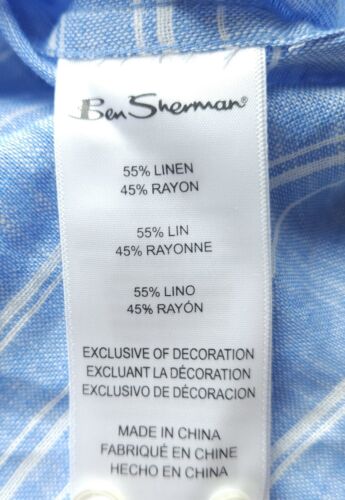 Ben Sherman®
55% LINEN
45% RAYON
55% LIN
45% RAYONNE
55% LINO
45% RAYÓN
EXCLUSIVE OF DECORATION
EXCLUANT LA DÉCORATION
EXCLUSIVO DE DÉCORACION
MADE IN CHINA
FABRIQUÉ EN CHINE
HECHO EN CHINA